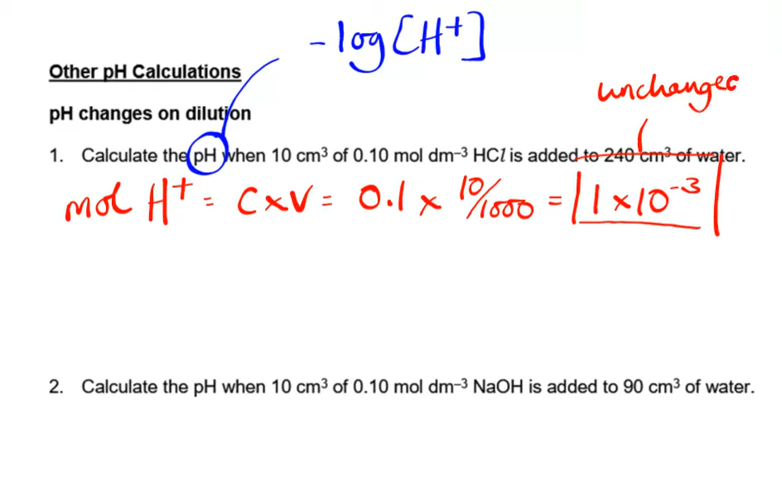 -log[H+]
Other pH Calculations
unchanged
pH changes on dilution
1. Calculate the pH when 10 cm³ of 0.10 mol dm⁻³ HCl is added to 240 cm³ of water.
mol H+ = C×V = 0.1 × 10/1000 = 1×10⁻³
2. Calculate the pH when 10 cm³ of 0.10 mol dm⁻³ NaOH is added to 90 cm³ of water.